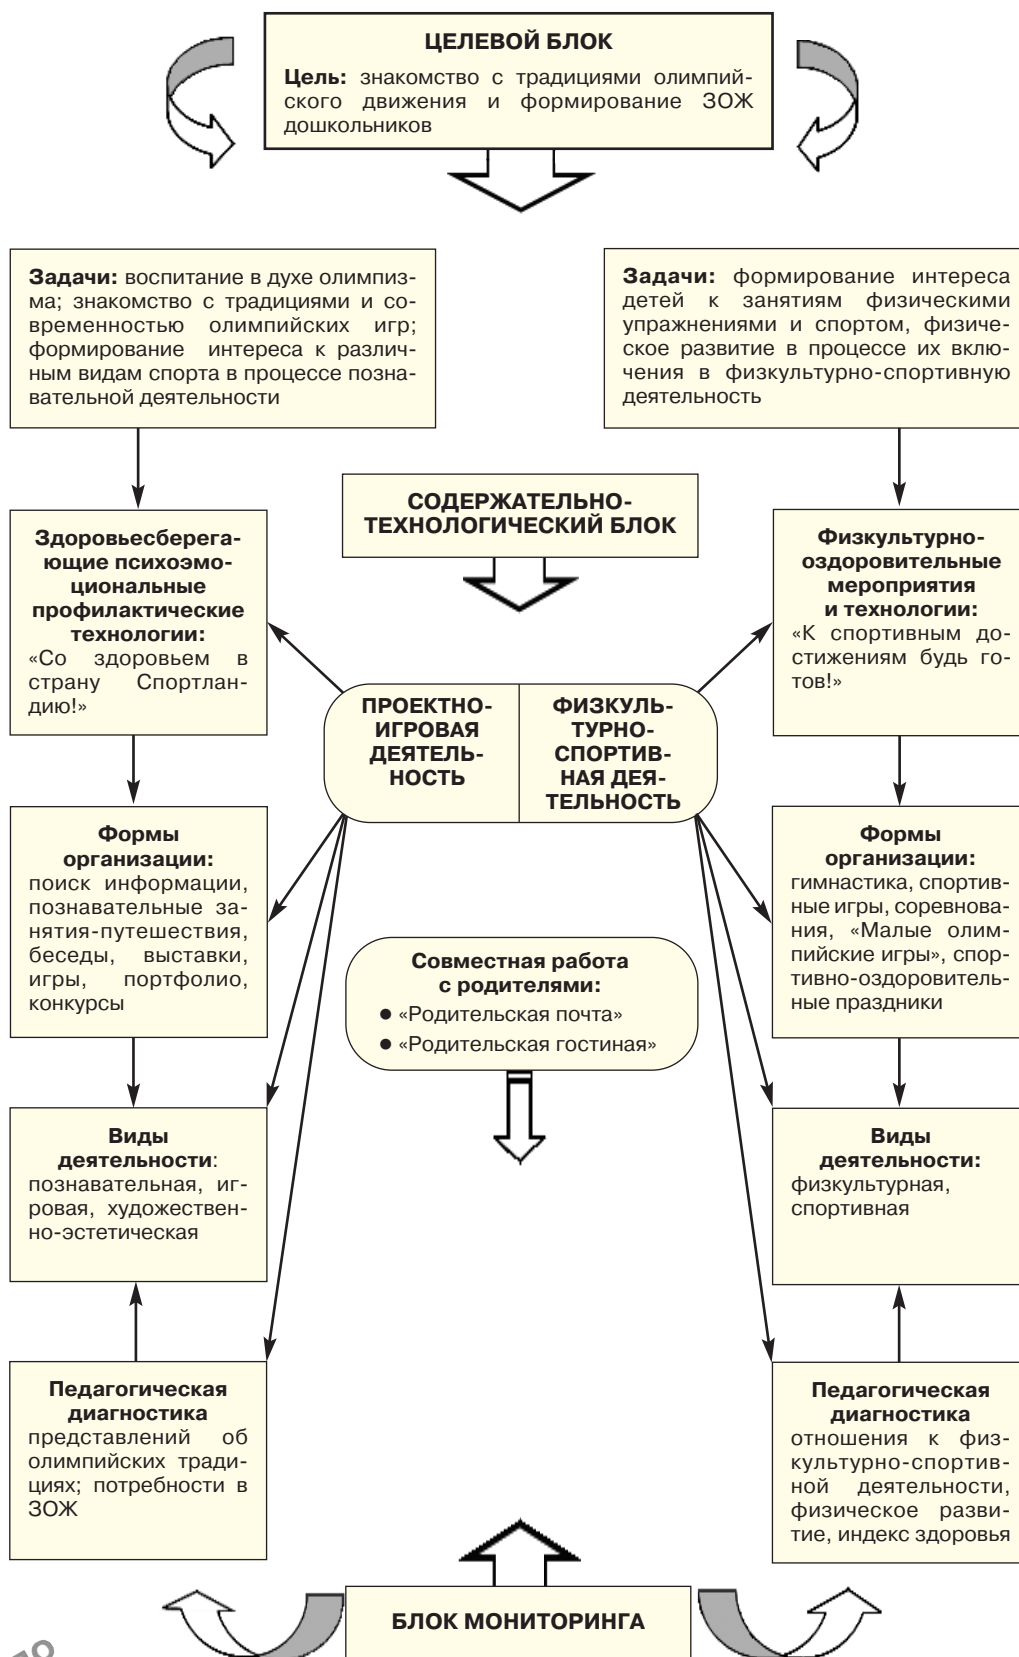 ЦЕЛЕВОЙ БЛОК
Цель: знакомство с традициями олимпий-
ского движения и формирование ЗОЖ
дошкольников
Задачи: воспитание в духе олимпиз-
ма; знакомство с традициями и со-
временностью олимпийских игр;
формирование интереса к различ-
ным видам спорта в процессе позна-
вательной деятельности
Задачи: формирование интереса
детей к занятиям физическими
упражнениями и спортом, физиче-
ское развитие в процессе их вклю-
чения в физкультурно-спортивную
деятельность
СОДЕРЖАТЕЛЬНО-
ТЕХНОЛОГИЧЕСКИЙ БЛОК
Здоровьесберега-
ющие психоэмо-
циональные
профилактические
технологии:
«Со здоровьем в
страну Спортлан-
дию!»
Физкультурно-
оздоровительные
мероприятия
и технологии:
«К спортивным до-
стижениям будь го-
тов!»
ПРОЕКТНО-
ИГРОВАЯ
ДЕЯТЕЛЬ-
НОСТЬ
ФИЗКУЛЬ-
ТУРНО-
СПОРТИВ-
НАЯ ДЕЯ-
ТЕЛЬНОСТЬ
Формы
организации:
поиск информации,
познавательные за-
нятия-путешествия,
беседы, выставки,
игры, портфолио,
конкурсы
Формы
организации:
гимнастика, спортив-
ные игры, соревнова-
ния, «Малые олим-
пийские игры», спор-
тивно-оздоровитель-
ные праздники
Совместная работа
с родителями:
● «Родительская почта»
● «Родительская гостиная»
Виды
деятельности:
познавательная, иг-
ровая, художествен-
но-эстетическая
Виды
деятельности:
физкультурная,
спортивная
Педагогическая
диагностика
представлений об
олимпийских тради-
циях; потребности в
ЗОЖ
Педагогическая
диагностика
отношения к физ-
культурно-спортив-
ной деятельности,
физическое разви-
тие, индекс здоровья
БЛОК МОНИТОРИНГА